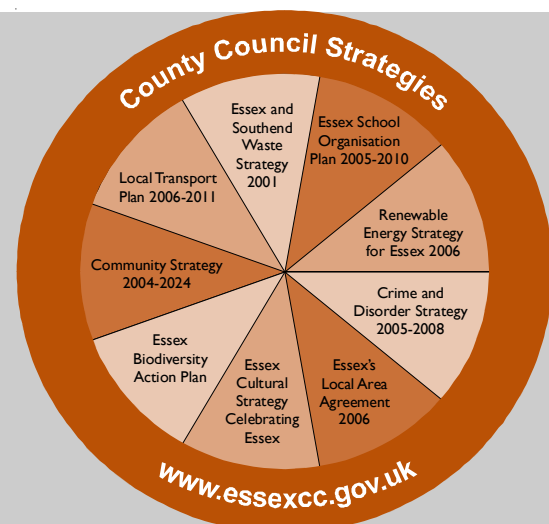 County Council Strategies
Essex and
Southend
Waste
Strategy
2001
Essex School
Organisation
Plan 2005-2010
Renewable
Energy Strategy
for Essex 2006
Crime and
Disorder Strategy
2005-2008
Essex's
Local Area
Agreement
2006
Essex
Cultural
Strategy
Celebrating
Essex
Essex
Biodiversity
Action Plan
Community Strategy
2004-2024
Local Transport
Plan 2006-2011
www.essexcc.gov.uk